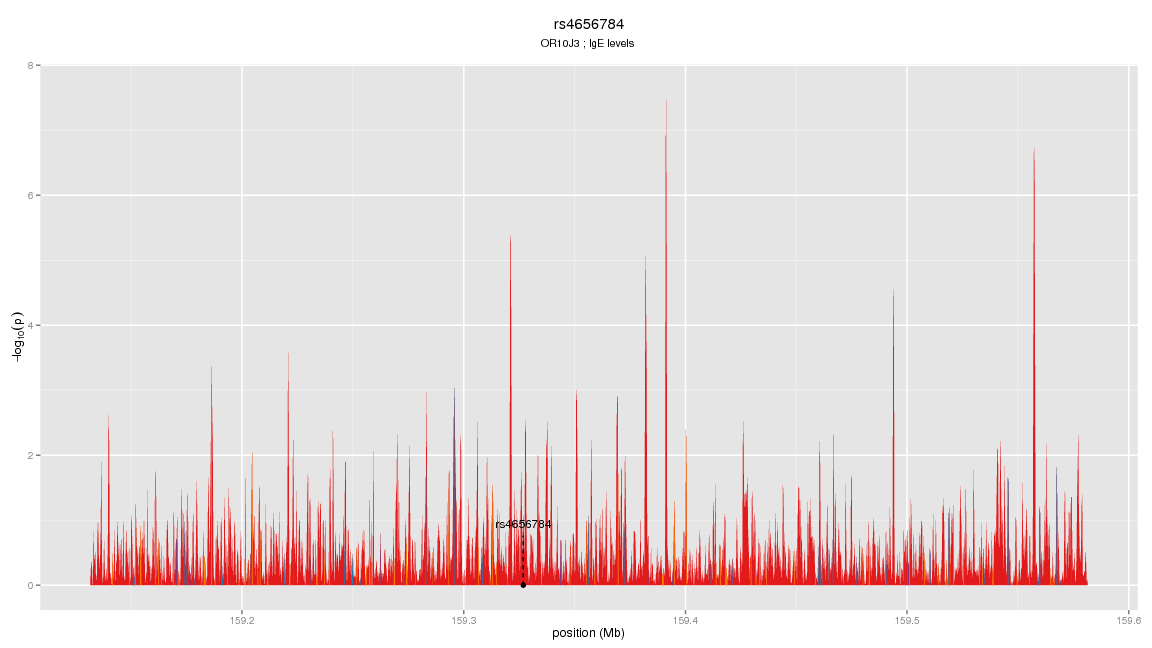 rs4656784
OR10J3 ; IgE levels
8
6
4
2
0
−log10(p)
rs4656784
159.2 159.3 159.4 159.5 159.6
position (Mb)